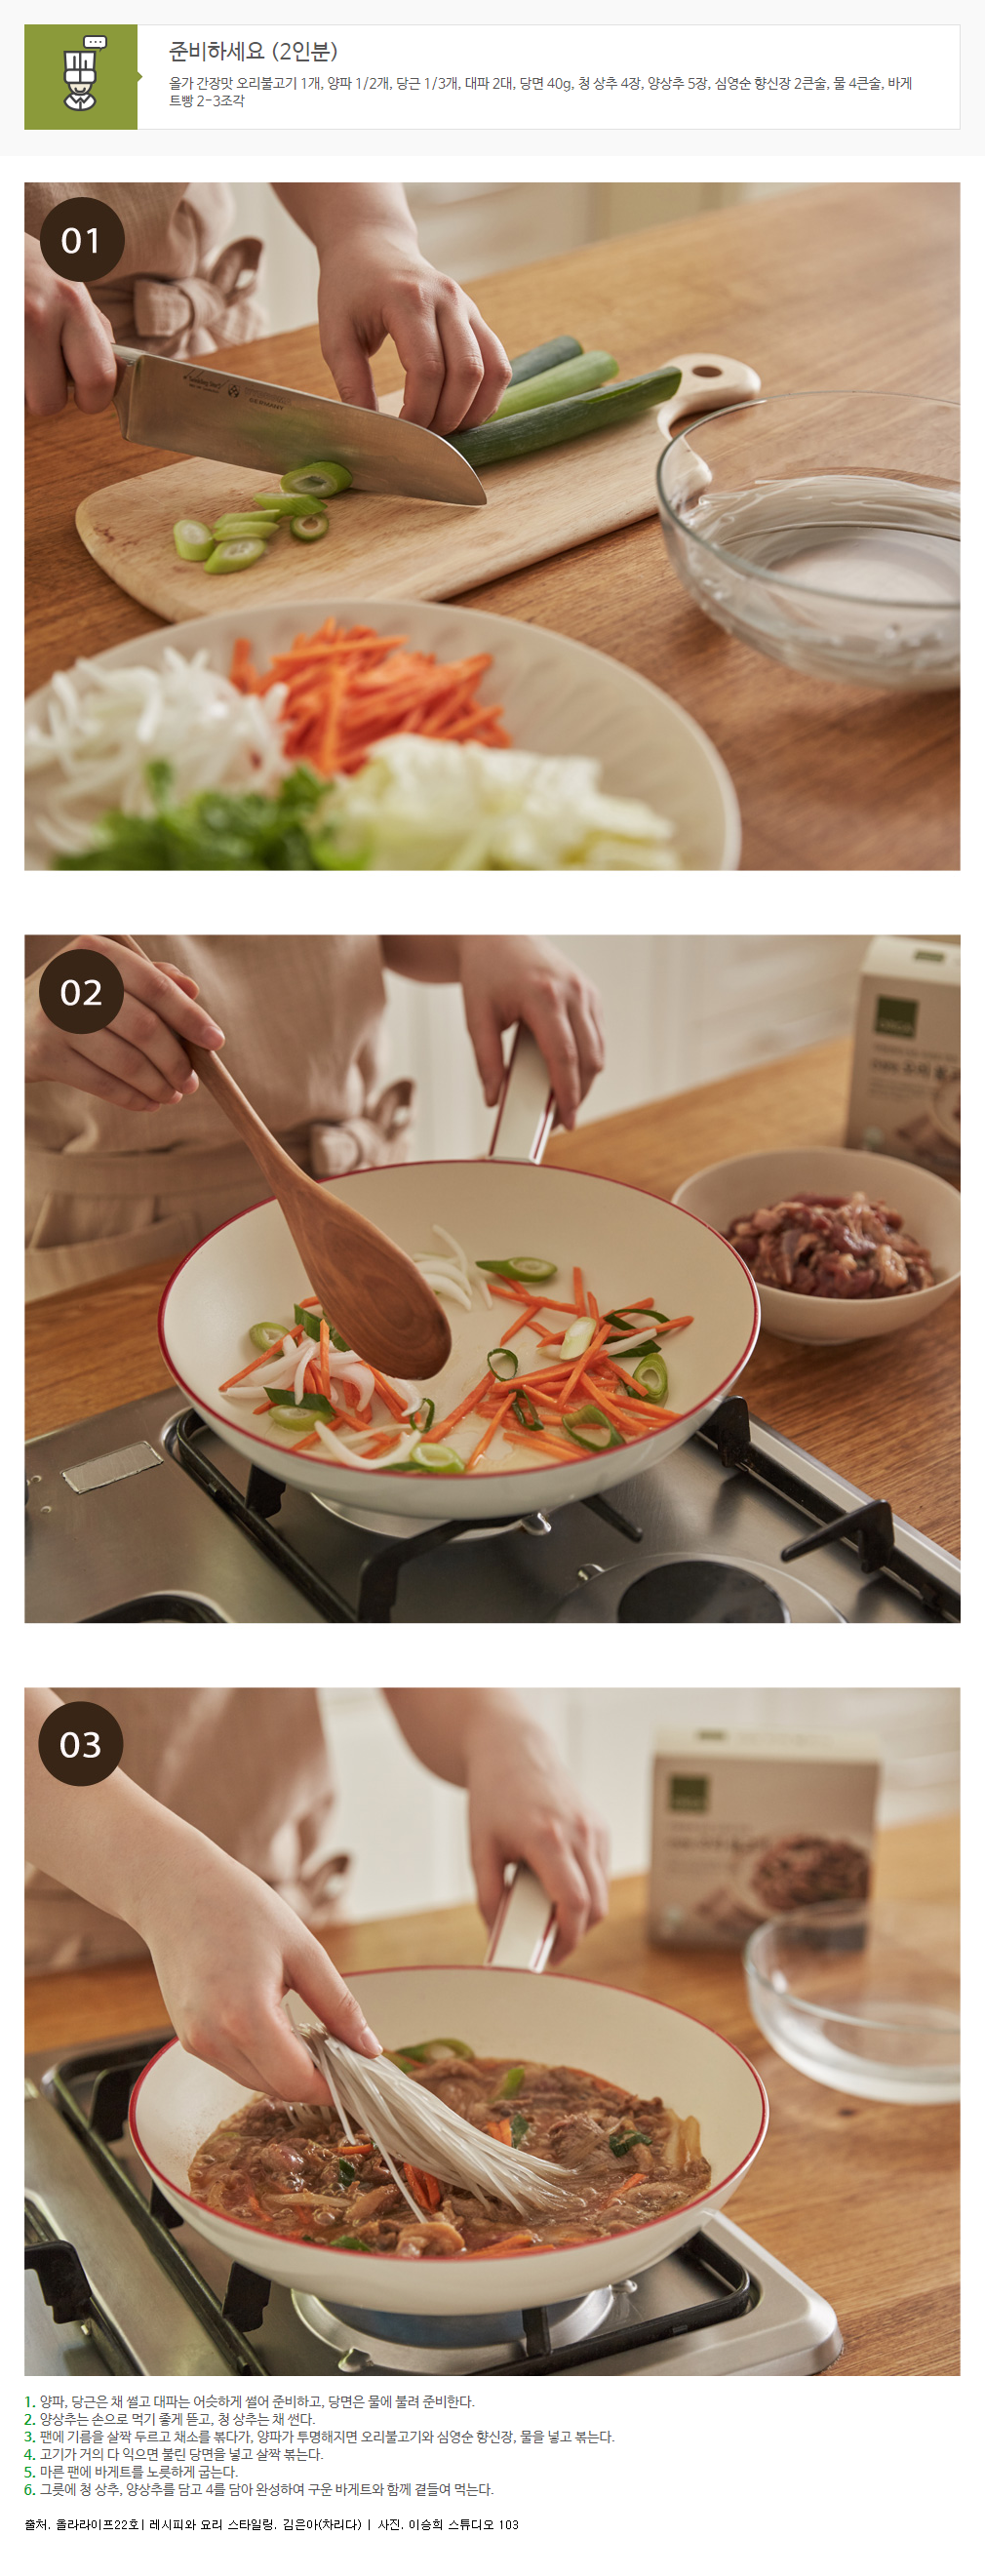 준비하세요 (2인분)
올가 간장맛 오리불고기 1개, 양파 1/2개, 당근 1/3개, 대파 2대, 당면 40g, 청 상추 4장, 양상추 5장, 심영순 향신장 2큰술, 물 4큰술, 바게
트빵 2-3조각
01
02
03
1. 양파, 당근은 채 썰고 대파는 어슷하게 썰어 준비하고, 당면은 물에 불려 준비한다.
2. 양상추는 손으로 먹기 좋게 뜯고, 청 상추는 채 썬다.
3. 팬에 기름을 살짝 두르고 채소를 볶다가, 양파가 투명해지면 오리불고기와 심영순 향신장, 물을 넣고 볶는다.
4. 고기가 거의 다 익으면 불린 당면을 넣고 살짝 볶는다.
5. 마른 팬에 바게트를 노릇하게 굽는다.
6. 그릇에 청 상추, 양상추를 담고 4를 담아 완성하여 구운 바게트와 함께 곁들여 먹는다.
출처. 올라라이프22호| 레시피와 요리 스타일링. 김은아(차리다) | 사진. 이승희 스튜디오 103